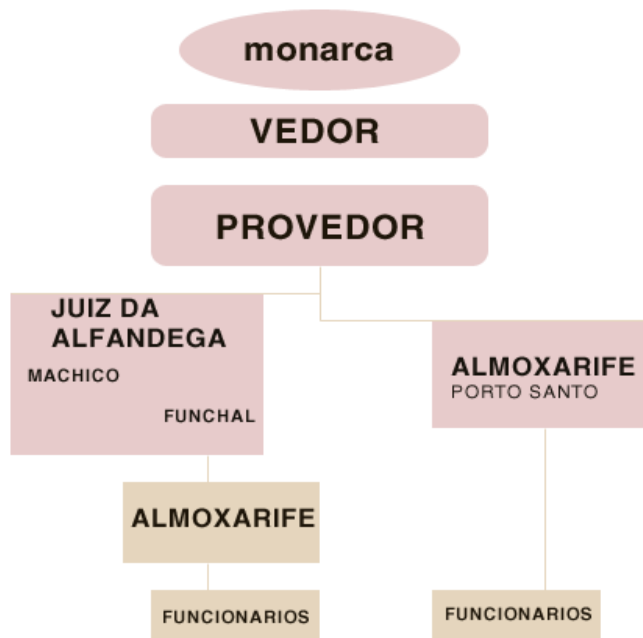 monarca
VEDOR
PROVEDOR
JUIZ DA
ALFANDEGA
MACHICO
FUNCHAL
ALMOXARIFE
PORTO SANTO
ALMOXARIFE
FUNCIONARIOS
FUNCIONARIOS